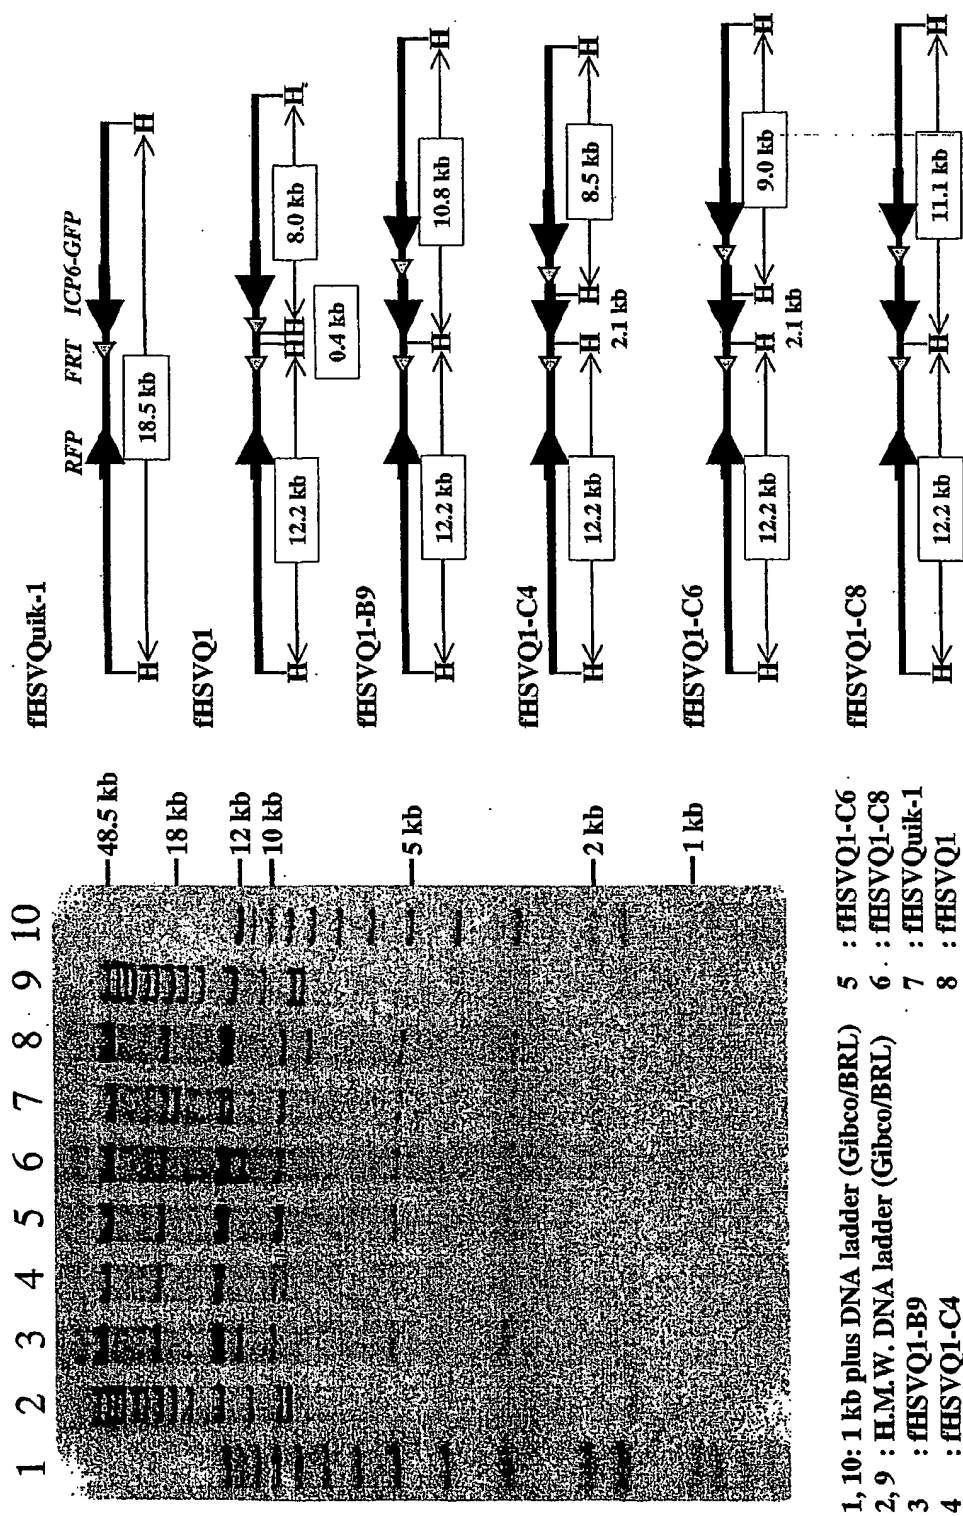 1 2 3 4 5 6 7 8 9 10
48.5 kb
18 kb
12 kb
10 kb
5 kb
2 kb
1 kb
1, 10: 1 kb plus DNA ladder (Gibco/BRL)
2, 9 : H.M.W. DNA ladder (Gibco/BRL)
3 : fHSVQ1-B9
4 : fHSVQ1-C4
5 : fHSVQ1-C6
6 : fHSVQ1-C8
7 : fHSVQuik-1
8 : fHSVQ1
fHSVQuik-1
RFP FRT ICP6-GFP
H 18.5 kb H
fHSVQ1
H 12.2 kb H H 8.0 kb H
0.4 kb
fHSVQ1-B9
H 12.2 kb H 10.8 kb H
fHSVQ1-C4
H 12.2 kb H H 8.5 kb H
2.1 kb
fHSVQ1-C6
H 12.2 kb H H 9.0 kb H
2.1 kb
fHSVQ1-C8
H 12.2 kb H 11.1 kb H